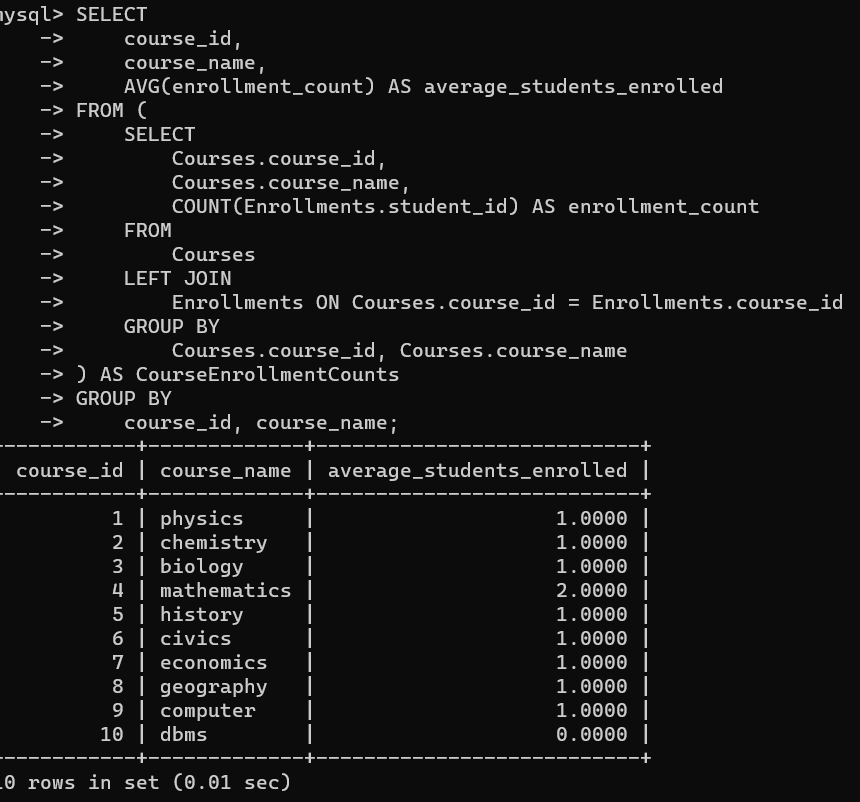 mysql> SELECT
    ->     course_id,
    ->     course_name,
    ->     AVG(enrollment_count) AS average_students_enrolled
    -> FROM (
    ->     SELECT
    ->         Courses.course_id,
    ->         Courses.course_name,
    ->         COUNT(Enrollments.student_id) AS enrollment_count
    ->     FROM
    ->         Courses
    ->     LEFT JOIN
    ->         Enrollments ON Courses.course_id = Enrollments.course_id
    ->     GROUP BY
    ->         Courses.course_id, Courses.course_name
    -> ) AS CourseEnrollmentCounts
    -> GROUP BY
    ->     course_id, course_name;
------------+-------------+---------------------------+
 course_id | course_name | average_students_enrolled |
------------+-------------+---------------------------+
         1 | physics     |                    1.0000 |
         2 | chemistry   |                    1.0000 |
         3 | biology     |                    1.0000 |
         4 | mathematics |                    2.0000 |
         5 | history     |                    1.0000 |
         6 | civics      |                    1.0000 |
         7 | economics   |                    1.0000 |
         8 | geography   |                    1.0000 |
         9 | computer    |                    1.0000 |
        10 | dbms        |                    0.0000 |
------------+-------------+---------------------------+
10 rows in set (0.01 sec)